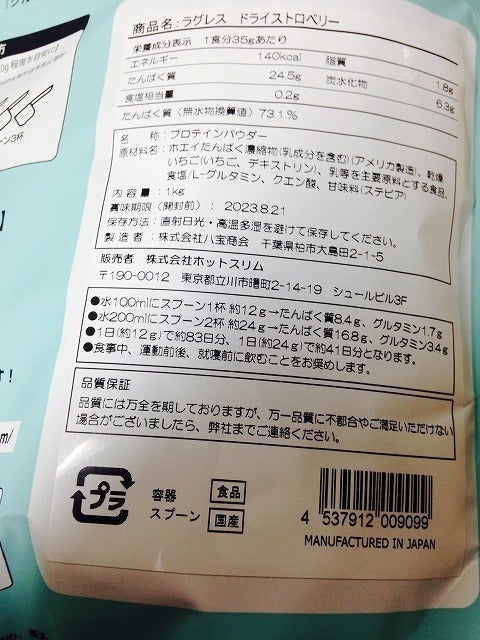 商品名:ラグレス ドライストロベリー
栄養成分表示 1食分35gあたり
エネルギー 140kcal 脂質 1.8g
たんぱく質 24.5g 炭水化物 6.3g
食塩相当量 0.2g
たんぱく質(無水物換算値)73.1%
名 称:プロテインパウダー
原材料名:ホエイたんぱく濃縮物(乳成分を含む)(アメリカ製造)、乾燥
いちご(いちご、デキストリン)、乳等を主要原料とする食品、
食塩/L-グルタミン、クエン酸、甘味料(ステビア)
内 容 量:1kg
賞味期限(開封前): 2023.8.21
保存方法:直射日光・高温多湿を避けて保存してください。
製 造 者:株式会社八宝商会 千葉県柏市大島田2-1-5
販売者 株式会社ホットスリム
〒190-0012 東京都立川市曙町2-14-19 シュールビル3F
●水100mlにスプーン1杯 約12g→たんぱく質8.4g、グルタミン1.7g
●水200mlにスプーン2杯 約24g→たんぱく質16.8g、グルタミン3.4g
●1日(約12g)で約83日分、1日(約24g)で約41日分となります。
●食事中、運動前後、就寝前に飲むことをお奨めします。
品質保証
品質には万全を期しておりますが、万一品質に不都合やご満足いただけない
場合がございましたら、弊社までご連絡ください。
プラ
容器
スプーン
食品
国産
4 537912 009099
MANUFACTURED IN JAPAN